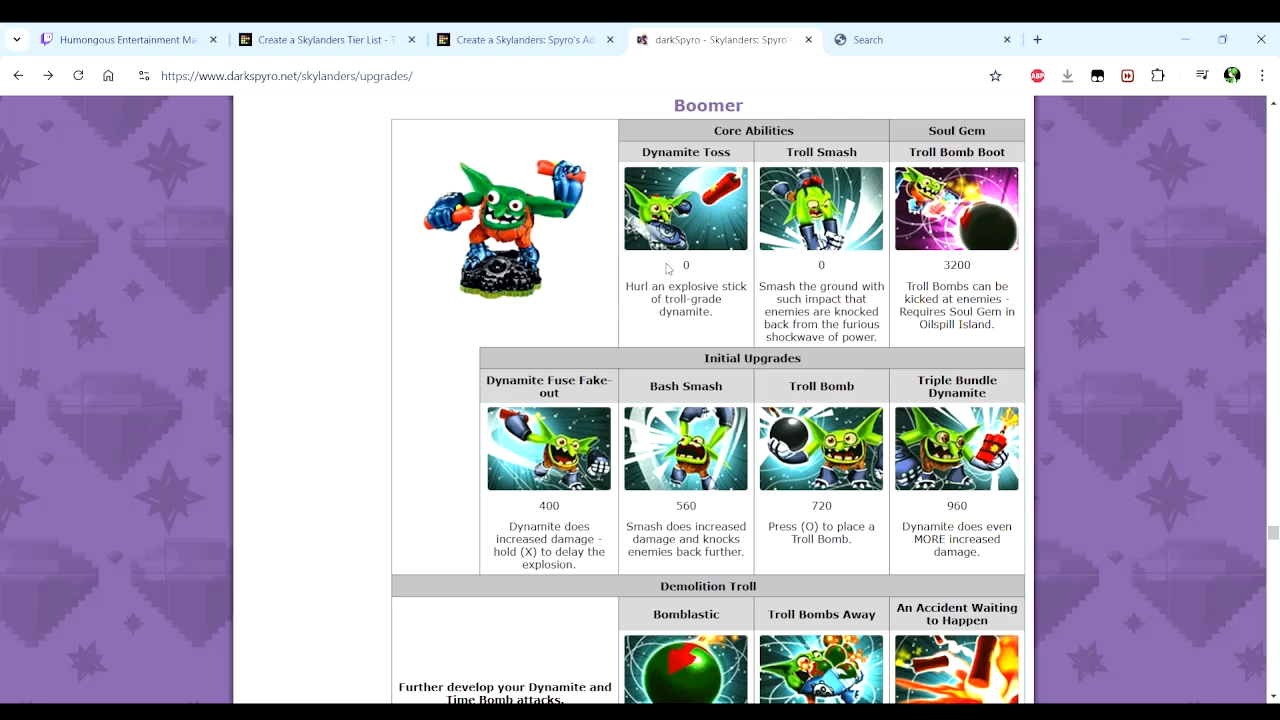 Humongous Entertainment Ma
Create a Skylanders Tier List - T
Create a Skylanders: Spyro's Ad
darkSpyro - Skylanders: Spyro'
Search
https://www.darkspyro.net/skylanders/upgrades/
ABP
Boomer
Core Abilities
Soul Gem
Dynamite Toss
Troll Smash
Troll Bomb Boot
0
0
3200
Hurl an explosive stick
of troll-grade
dynamite.
Smash the ground with
such impact that
enemies are knocked
back from the furious
shockwave of power.
Troll Bombs can be
kicked at enemies -
Requires Soul Gem in
Oilspill Island.
Initial Upgrades
Dynamite Fuse Fake-
out
Bash Smash
Troll Bomb
Triple Bundle
Dynamite
400
560
720
960
Dynamite does
increased damage -
hold (X) to delay the
explosion.
Smash does increased
damage and knocks
enemies back further.
Press (O) to place a
Troll Bomb.
Dynamite does even
MORE increased
damage.
Demolition Troll
Bomblastic
Troll Bombs Away
An Accident Waiting
to Happen
Further develop your Dynamite and
Time Bomb attacks.